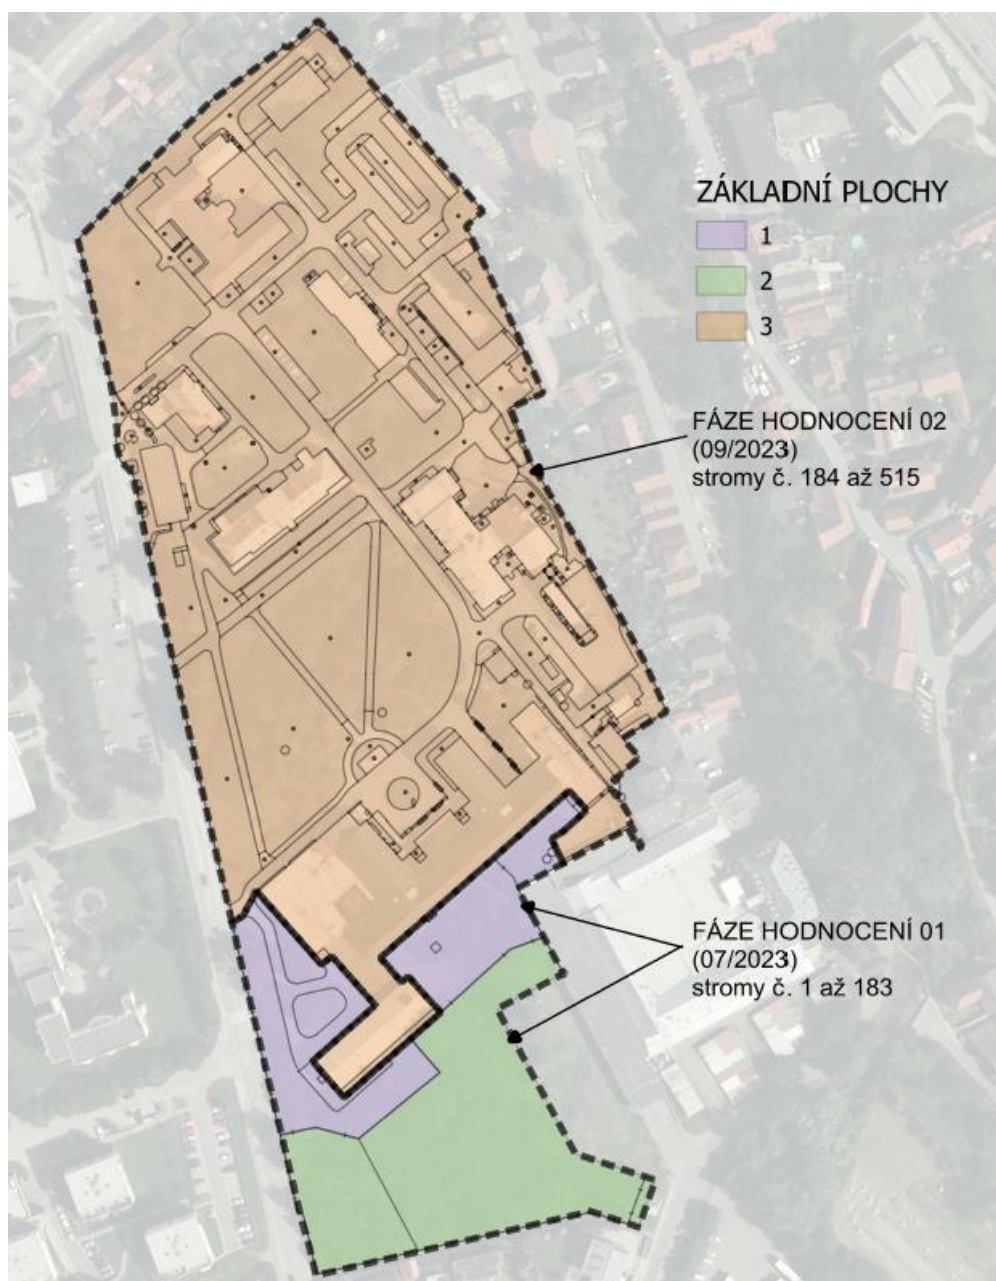 ZÁKLADNÍ PLOCHY
1
2
3
FÁZE HODNOCENÍ 02
(09/2023)
stromy č. 184 až 515
FÁZE HODNOCENÍ 01
(07/2023)
stromy č. 1 až 183